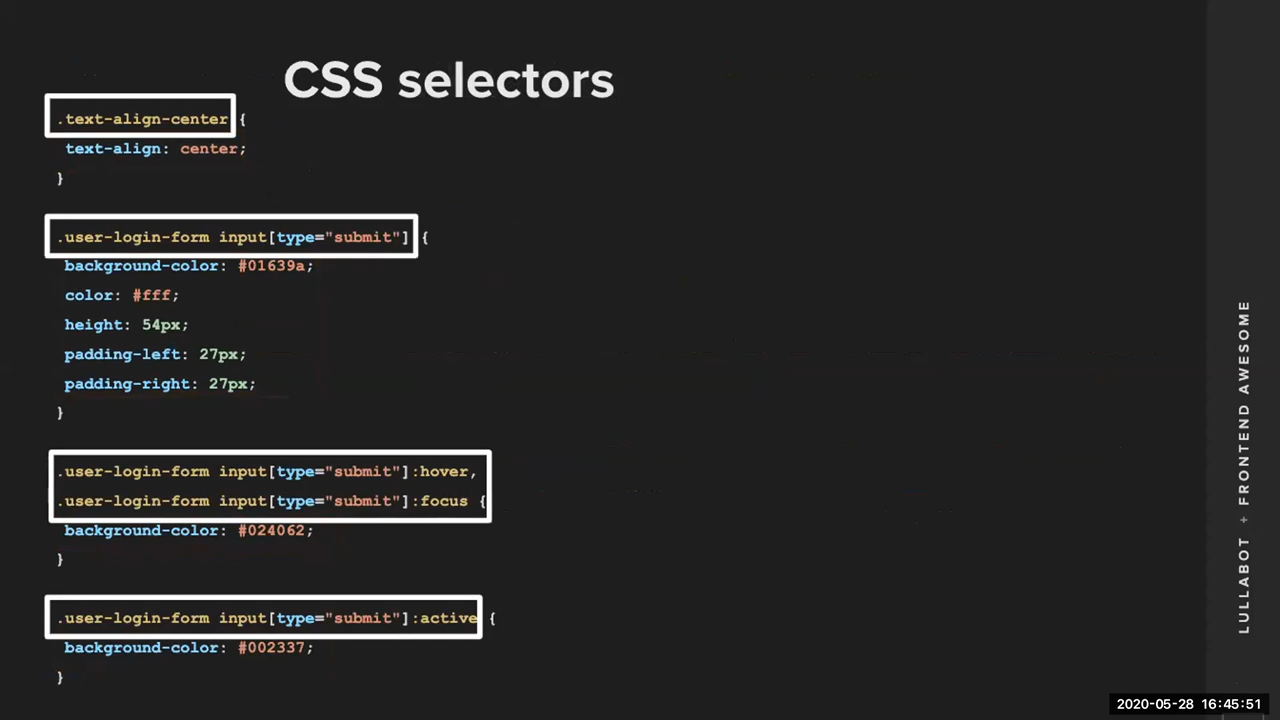 CSS selectors
.text-align-center {
text-align: center;
}
.user-login-form input[type="submit"] {
background-color: #01639a;
color: #fff;
height: 54px;
padding-left: 27px;
padding-right: 27px;
}
.user-login-form input[type="submit"]:hover,
.user-login-form input[type="submit"]:focus {
background-color: #024062;
}
.user-login-form input[type="submit"]:active {
background-color: #002337;
}
LULLABOT + FRONTEND AWESOME
2020-05-28 16:45:51